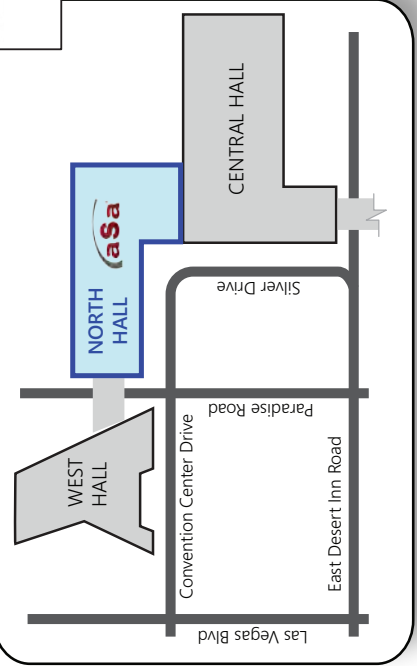 WEST
HALL
NORTH
HALL
aSa
CENTRAL HALL
Convention Center Drive
Silver Drive
Paradise Road
East Desert Inn Road
Las Vegas Blvd